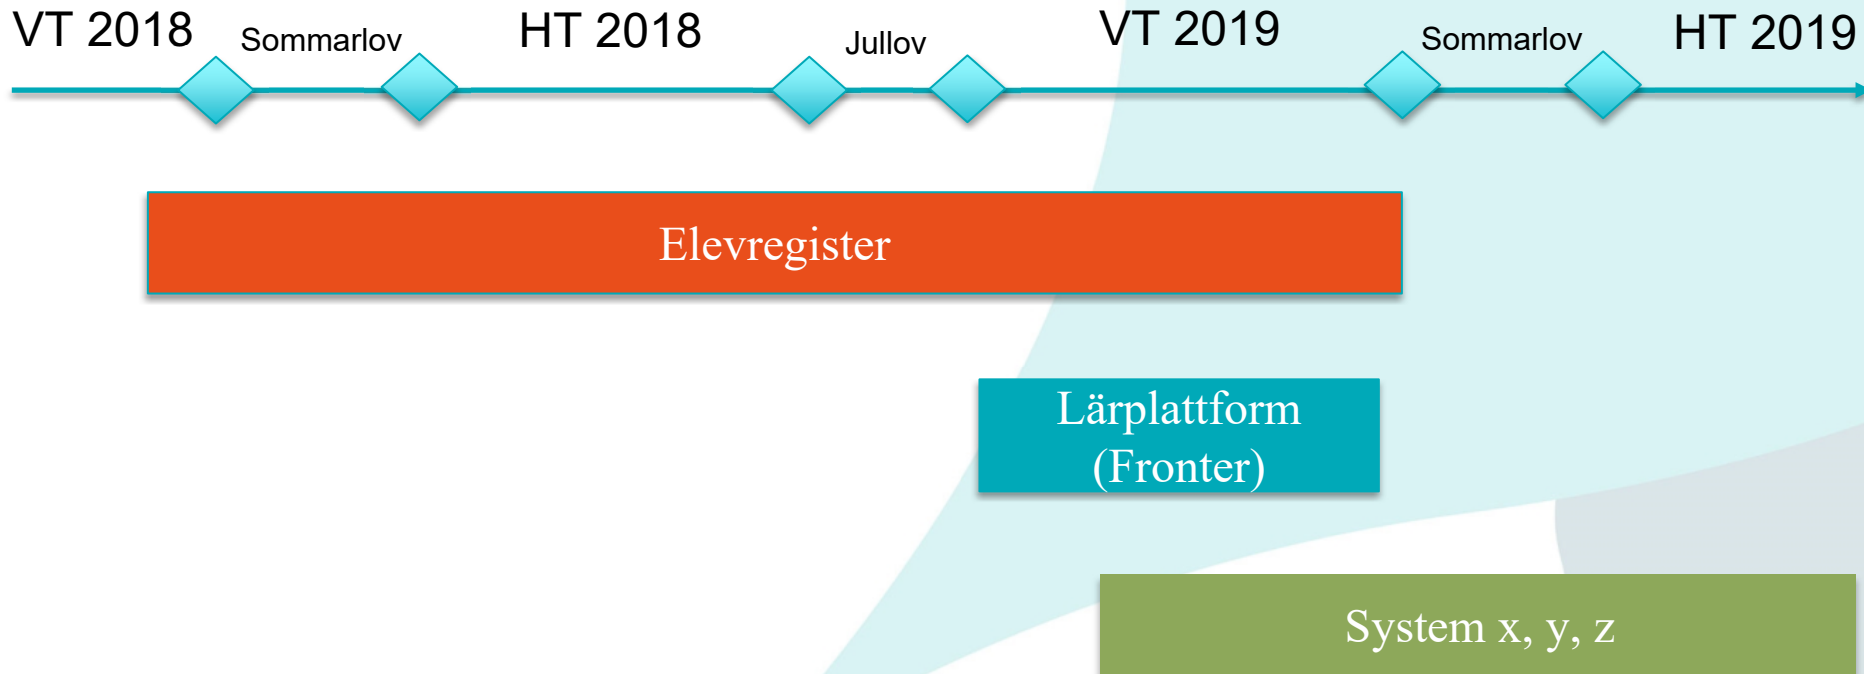 VT 2018
Sommarlov
HT 2018
Jullov
VT 2019
Sommarlov
HT 2019
Elevregister
Lärplattform
(Fronter)
System x, y, z